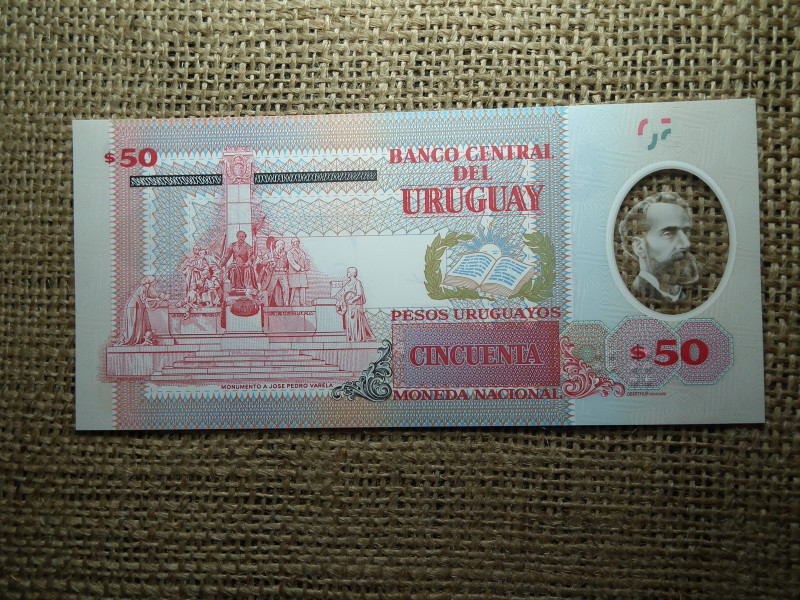 $50
BANCO CENTRAL
DEL
URUGUAY
PESOS URUGUAYOS
CINCUENTA
$50
MONEDA NACIONAL
MONUMENTO A JOSE PEDRO VARELA